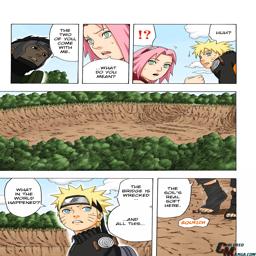 HUH?
!?
...WHAT
DO YOU
MEAN?
THE
TWO OF
YOU,
COME
WITH
ME.
THE
SOIL'S
REAL
SOFT
HERE.
SQUISH
THE
BRIDGE IS
WRECKED
AND
ALL THIS...
WHAT
IN THE
WORLD
HAPPENED?!